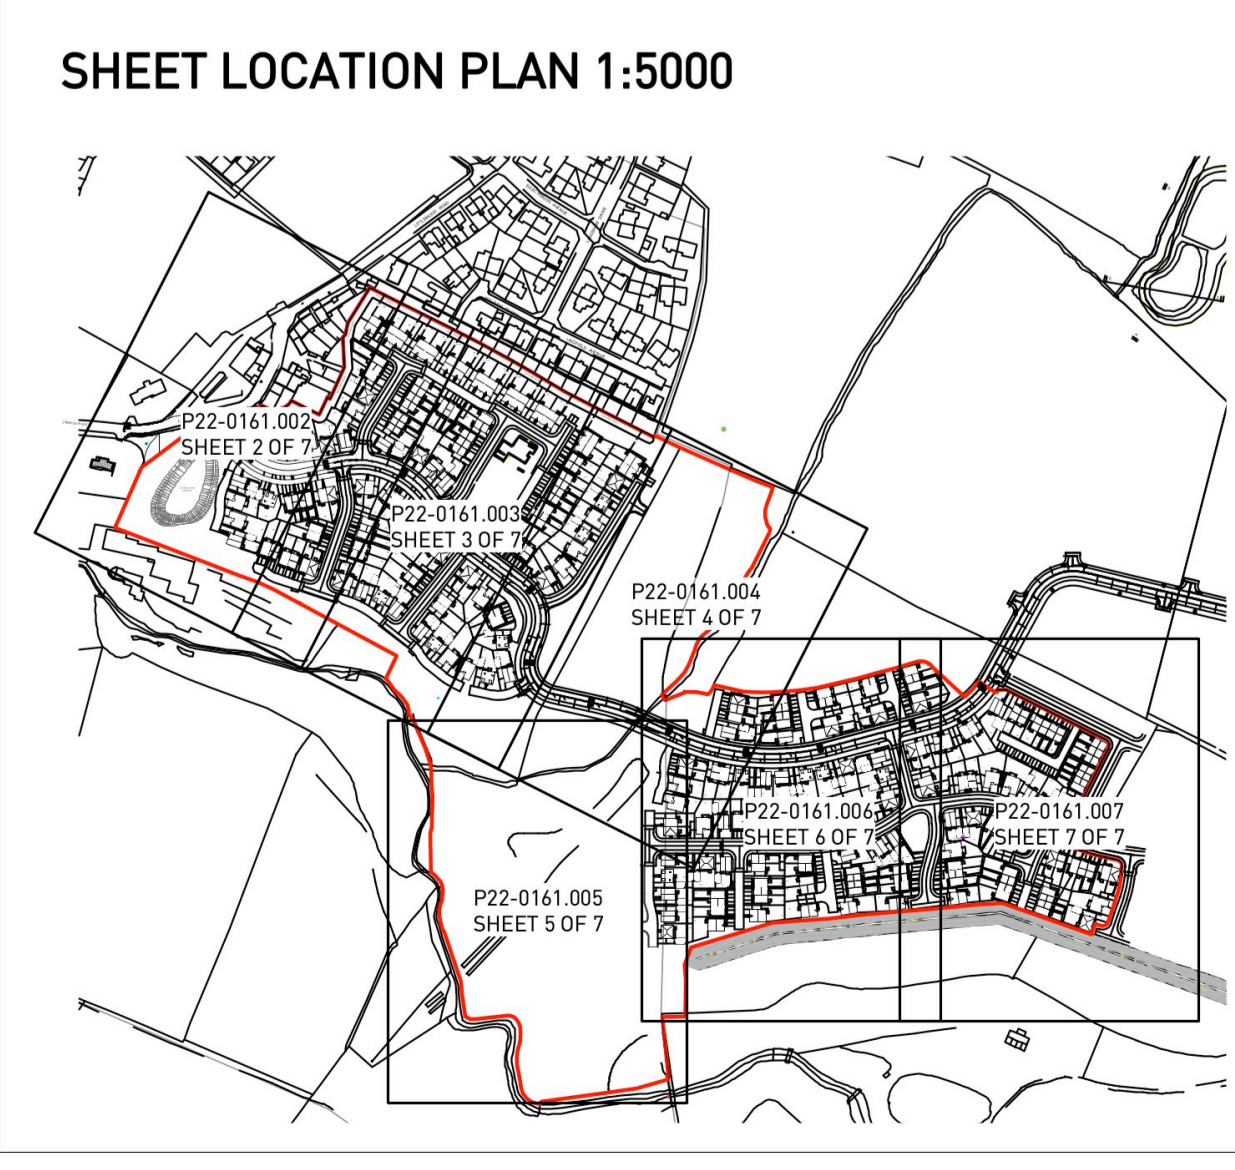 SHEET LOCATION PLAN 1:5000
P22-0161.002
SHEET 2 OF 7
P22-0161.003
SHEET 3 OF 7
P22-0161.004
SHEET 4 OF 7
P22-0161.006
SHEET 6 OF 7
P22-0161.007
SHEET 7 OF 7
P22-0161.005
SHEET 5 OF 7